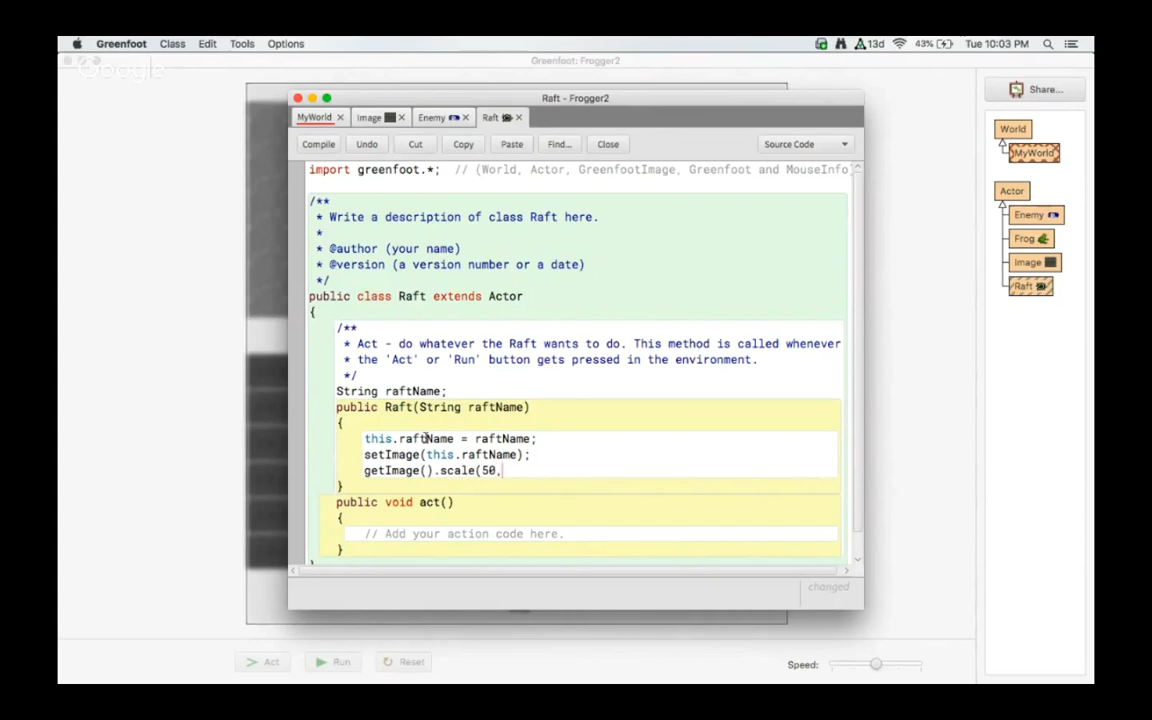 Greenfoot Class Edit Tools Options 13d 43% Tue 10:03 PM
Greenfoot: Frogger2
Google
Share...
Raft - Frogger2
MyWorld Image Enemy Raft
Compile Undo Cut Copy Paste Find... Close Source Code
World
MyWorld
Actor
Enemy
Frog
Image
Raft
import greenfoot.*; // (World, Actor, GreenfootImage, Greenfoot and MouseInfo)
/**
* Write a description of class Raft here.
*
* @author (your name)
* @version (a version number or a date)
*/
public class Raft extends Actor
{
/**
* Act - do whatever the Raft wants to do. This method is called whenever
* the 'Act' or 'Run' button gets pressed in the environment.
*/
String raftName;
public Raft(String raftName)
{
this.raftName = raftName;
setImage(this.raftName);
getImage().scale(50,
}
public void act()
{
// Add your action code here.
}
changed
Act Run Reset Speed: